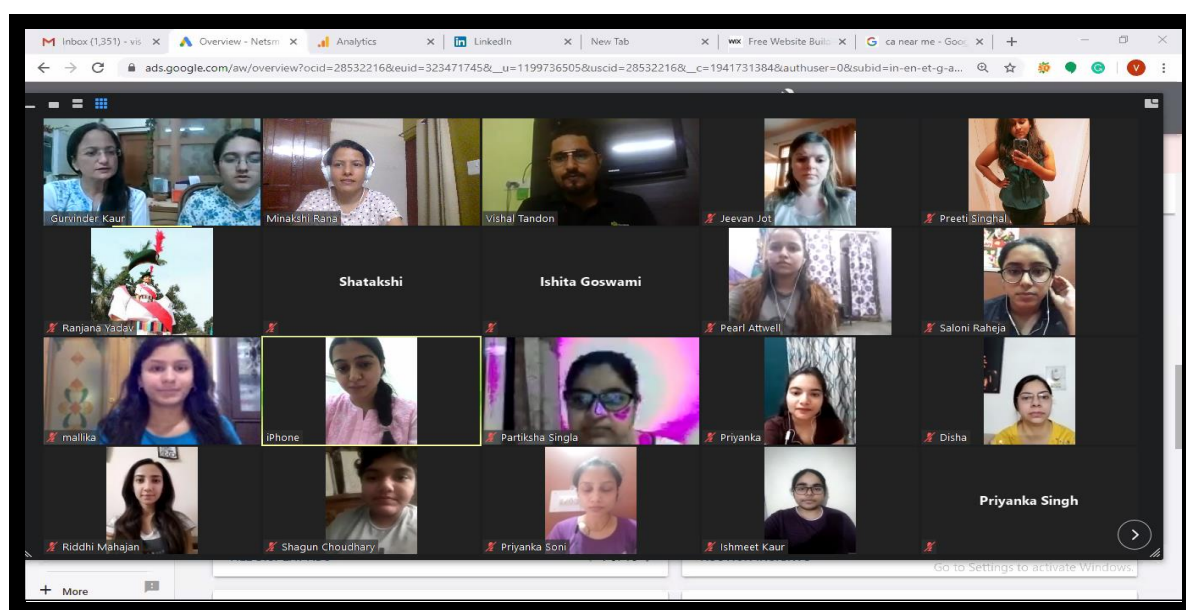 Inbox (1,351) - vis
Overview - Netsm
Analytics
LinkedIn
New Tab
WIX Free Website Build
G ca near me - Goog
ads.google.com/aw/overview?ocid=28532216&euid=323471745&__u=1199736505&uscid=28532216&__c=1941731384&authuser=0&subid=in-en-et-g-a...
V
Gurvinder Kaur
Minakshi Rana
Vishal Tandon
Jeevan Jot
Preeti Singhal
Ranjana Yadav
Shatakshi
Ishita Goswami
Pearl Attwell
Saloni Raheja
mallika
iPhone
Partiksha Singla
Priyanka
Disha
Riddhi Mahajan
Shagun Choudhary
Priyanka Soni
Ishmeet Kaur
Priyanka Singh
Go to Settings to activate Windows.
More